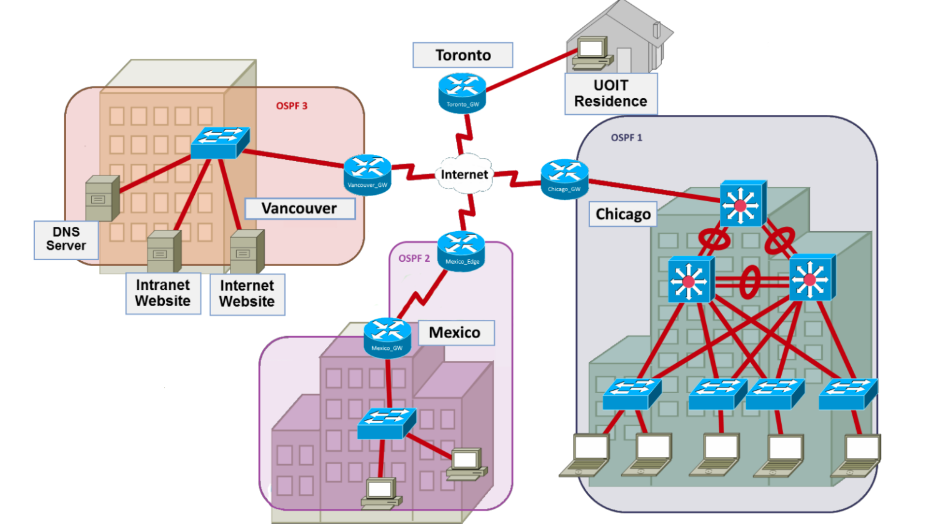 Toronto
Toronto_GW
UOIT
Residence
OSPF 3
OSPF 1
Vancouver_GW
Internet
Chicago_GW
Vancouver
Chicago
DNS
Server
Intranet
Website
Internet
Website
OSPF 2
Mexico_Edge
Mexico_GW
Mexico